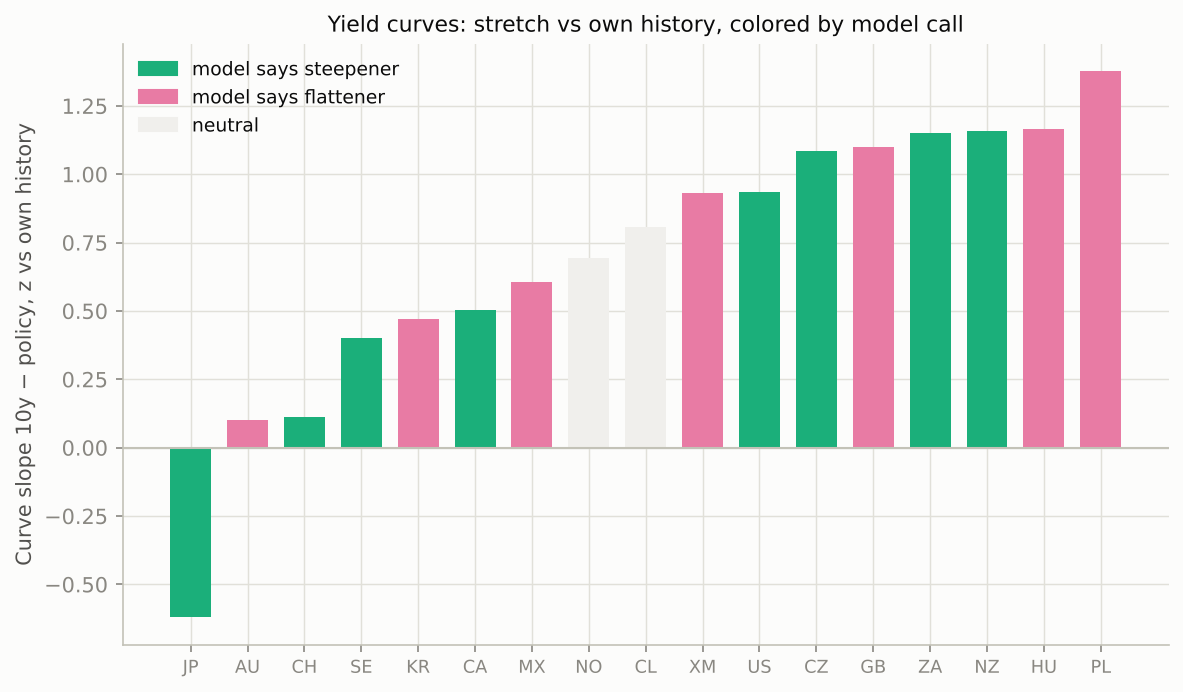 Yield curves: stretch vs own history, colored by model call
model says steepener
model says flattener
neutral
Curve slope 10y − policy, z vs own history
1.25
1.00
0.75
0.50
0.25
0.00
−0.25
−0.50
JP AU CH SE KR CA MX NO CL XM US CZ GB ZA NZ HU PL